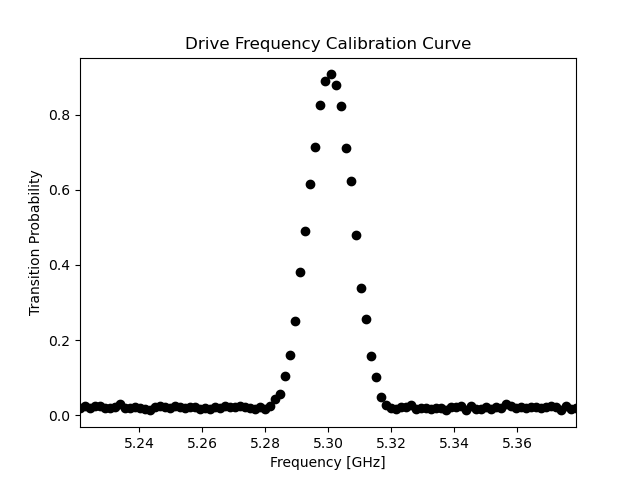 Drive Frequency Calibration Curve
Transition Probability
0.8
0.6
0.4
0.2
0.0
5.24 5.26 5.28 5.30 5.32 5.34 5.36
Frequency [GHz]